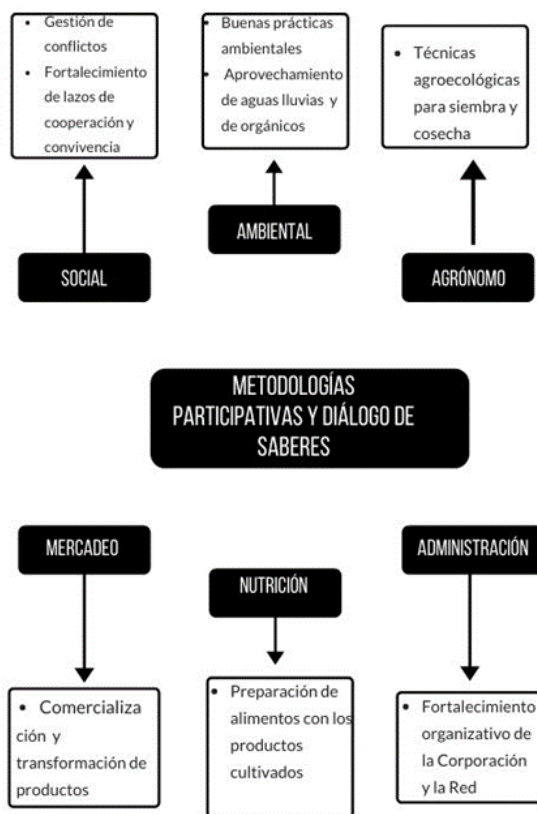 • Gestión de
conflictos
• Fortalecimiento
de lazos de
cooperación y
convivencia
• Buenas prácticas
ambientales
• Aprovechamiento
de aguas lluvias y
de orgánicos
• Técnicas
agroecológicas
para siembra y
cosecha
SOCIAL
AMBIENTAL
AGRÓNOMO
METODOLOGÍAS
PARTICIPATIVAS Y DIÁLOGO DE
SABERES
MERCADEO
NUTRICIÓN
ADMINISTRACIÓN
• Comercializa
ción y
transformación de
productos
• Preparación de
alimentos con los
productos
cultivados
• Fortalecimiento
organizativo de
la Corporación
y la Red